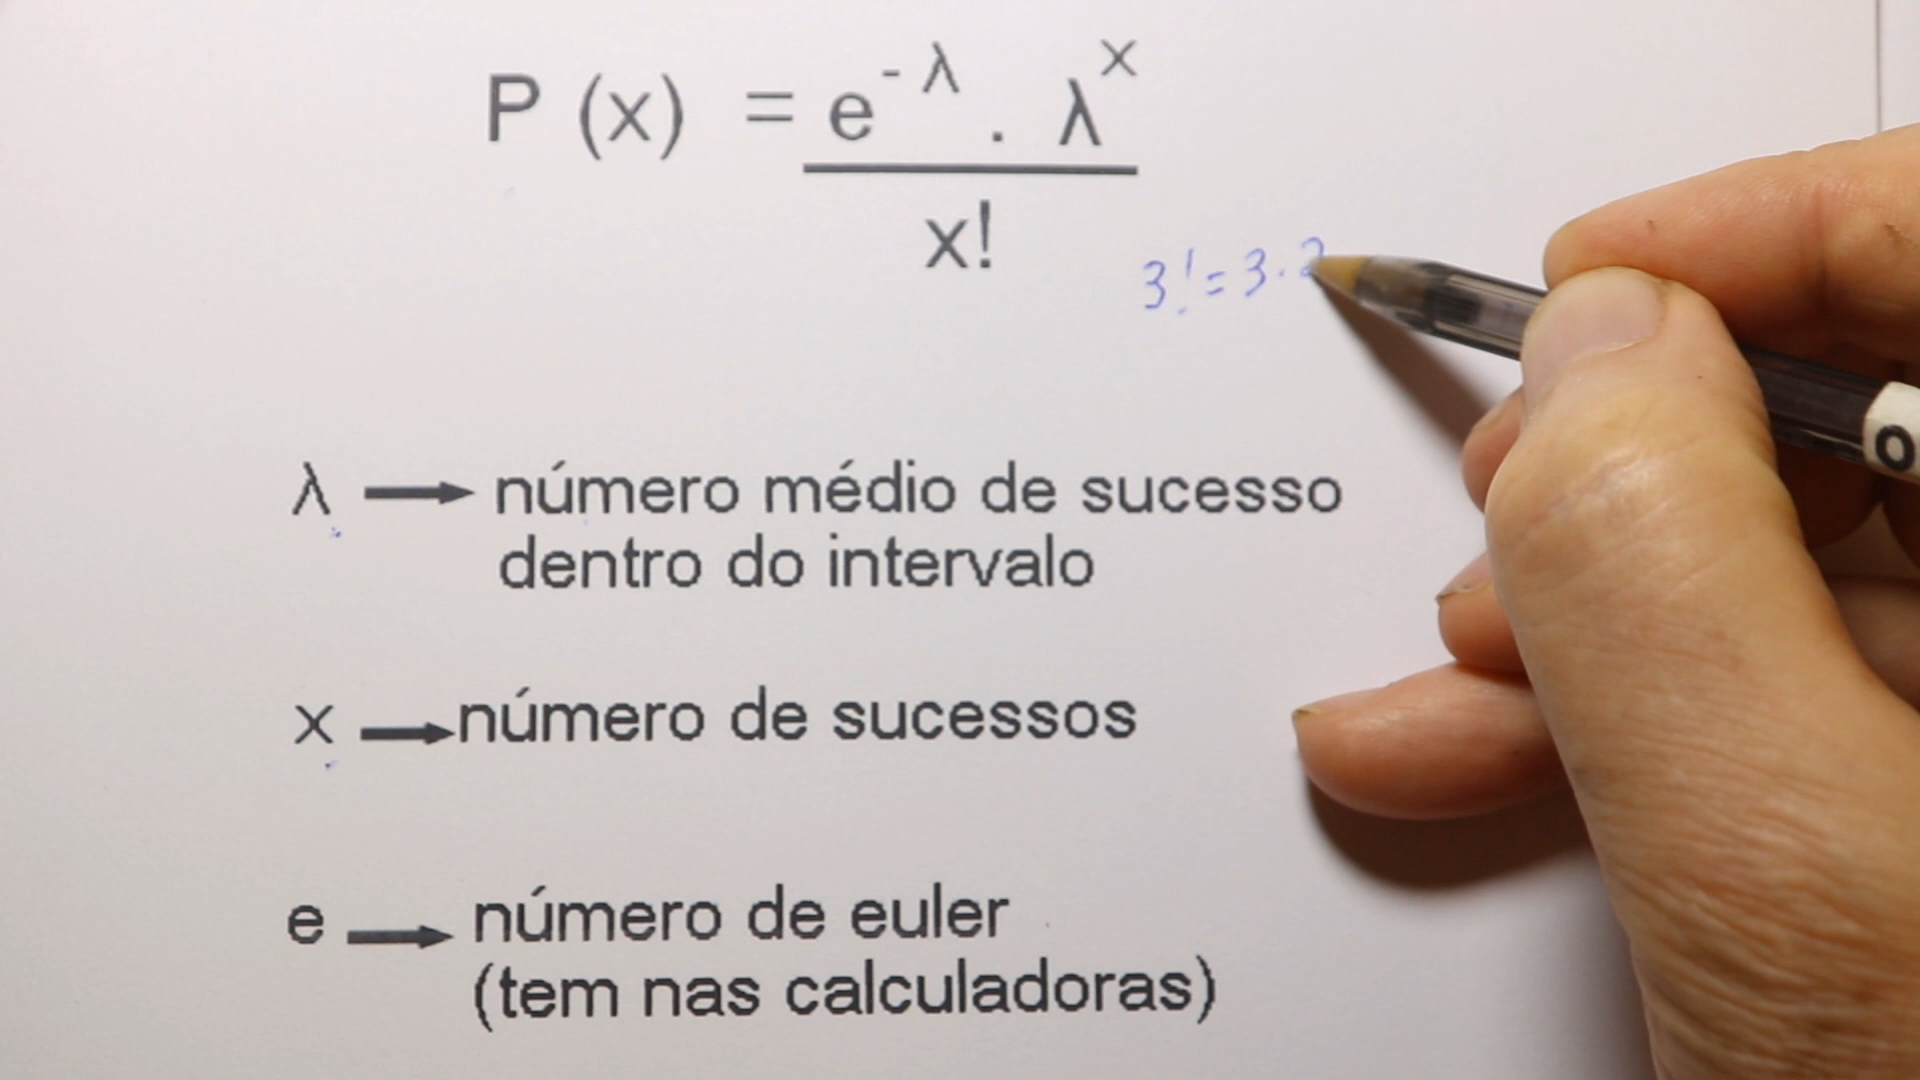 P (x) = e^-λ . λ^x
x!
3! = 3 . 2
λ → número médio de sucesso
dentro do intervalo
x → número de sucessos
e → número de euler
(tem nas calculadoras)